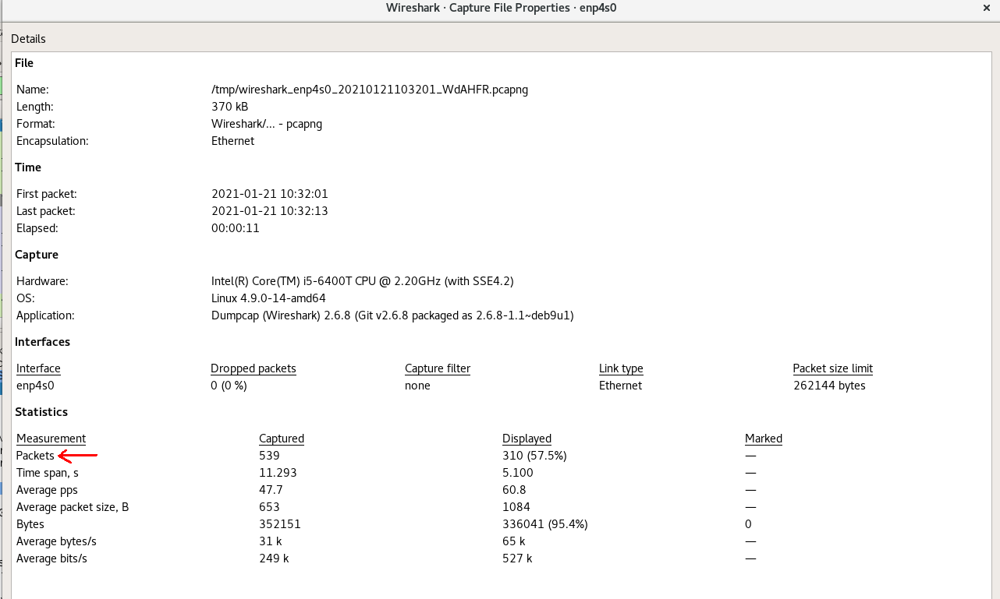 Wireshark · Capture File Properties · enp4s0 ×
Details
File
Name: /tmp/wireshark_enp4s0_20210121103201_WdAHFR.pcapng
Length: 370 kB
Format: Wireshark/... - pcapng
Encapsulation: Ethernet
Time
First packet: 2021-01-21 10:32:01
Last packet: 2021-01-21 10:32:13
Elapsed: 00:00:11
Capture
Hardware: Intel(R) Core(TM) i5-6400T CPU @ 2.20GHz (with SSE4.2)
OS: Linux 4.9.0-14-amd64
Application: Dumpcap (Wireshark) 2.6.8 (Git v2.6.8 packaged as 2.6.8-1.1~deb9u1)
Interfaces
Interface Dropped packets Capture filter Link type Packet size limit
enp4s0 0 (0 %) none Ethernet 262144 bytes
Statistics
Measurement Captured Displayed Marked
Packets 539 310 (57.5%) —
Time span, s 11.293 5.100 —
Average pps 47.7 60.8 —
Average packet size, B 653 1084 —
Bytes 352151 336041 (95.4%) 0
Average bytes/s 31 k 65 k —
Average bits/s 249 k 527 k —